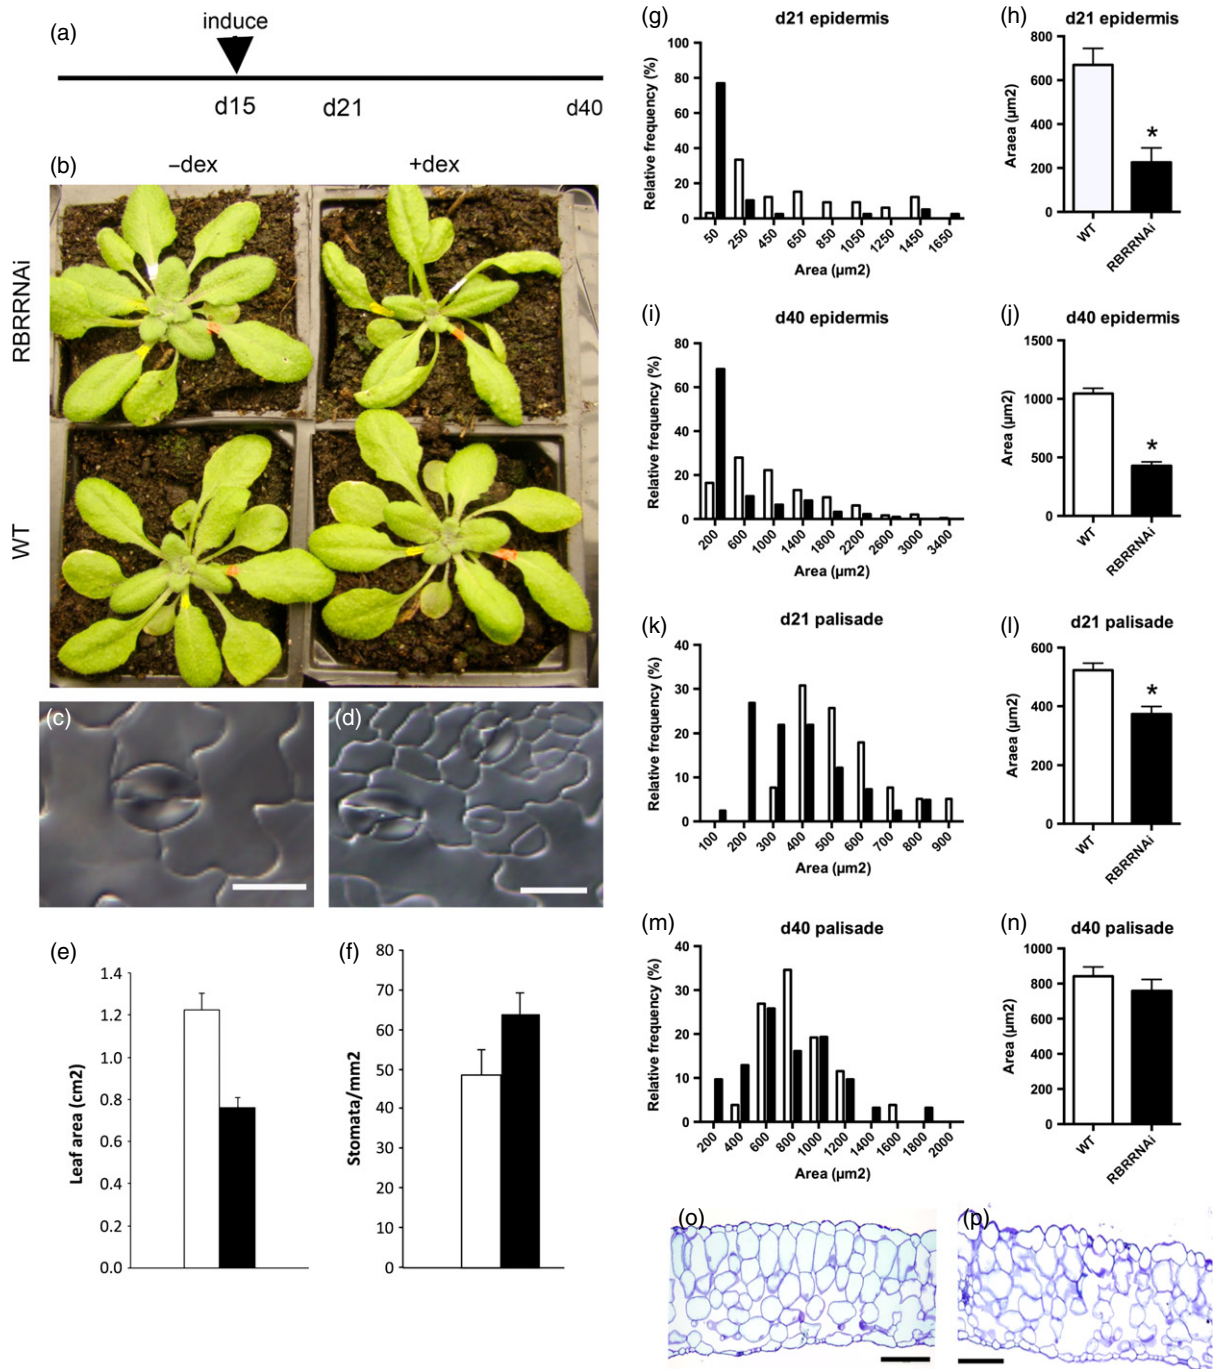 (a)
induce
d15
d21
d40
(b)
–dex
+dex
RBRRNAi
WT
(c)
(d)
(e)
Leaf area (cm2)
1.4
1.2
1.0
0.8
0.6
0.4
0.2
0.0
(f)
Stomata/mm2
80
70
60
50
40
30
20
10
0
(g)
d21 epidermis
Relative frequency (%)
100
80
60
40
20
0
50 250 450 650 850 1050 1250 1450 1650
Area (µm2)
(h)
d21 epidermis
Araea (µm2)
800
600
400
200
0
WT RBRRNAi
*
(i)
d40 epidermis
Relative frequency (%)
80
60
40
20
0
200 600 1000 1400 1800 2200 2600 3000 3400
Area (µm2)
(j)
d40 epidermis
Area (µm2)
1500
1000
500
0
WT RBRRNAi
*
(k)
d21 palisade
Relative frequency (%)
40
30
20
10
0
100 200 300 400 500 600 700 800 900
Area (µm2)
(l)
d21 palisade
Araea (µm2)
600
400
200
0
WT RBRRNAi
*
(m)
d40 palisade
Relative frequency (%)
40
30
20
10
0
200 400 600 800 1000 1200 1400 1600 1800 2000
Area (µm2)
(n)
d40 palisade
Area (µm2)
1000
800
600
400
200
0
WT RBRRNAi
(o)
(p)